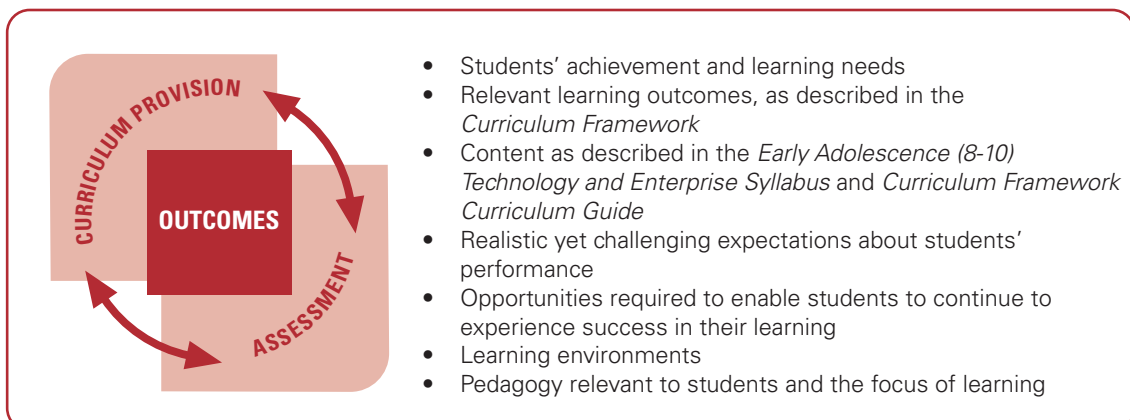 CURRICULUM PROVISION
OUTCOMES
ASSESSMENT
• Students’ achievement and learning needs
• Relevant learning outcomes, as described in the
Curriculum Framework
• Content as described in the Early Adolescence (8-10)
Technology and Enterprise Syllabus and Curriculum Framework
Curriculum Guide
• Realistic yet challenging expectations about students’
performance
• Opportunities required to enable students to continue to
experience success in their learning
• Learning environments
• Pedagogy relevant to students and the focus of learning